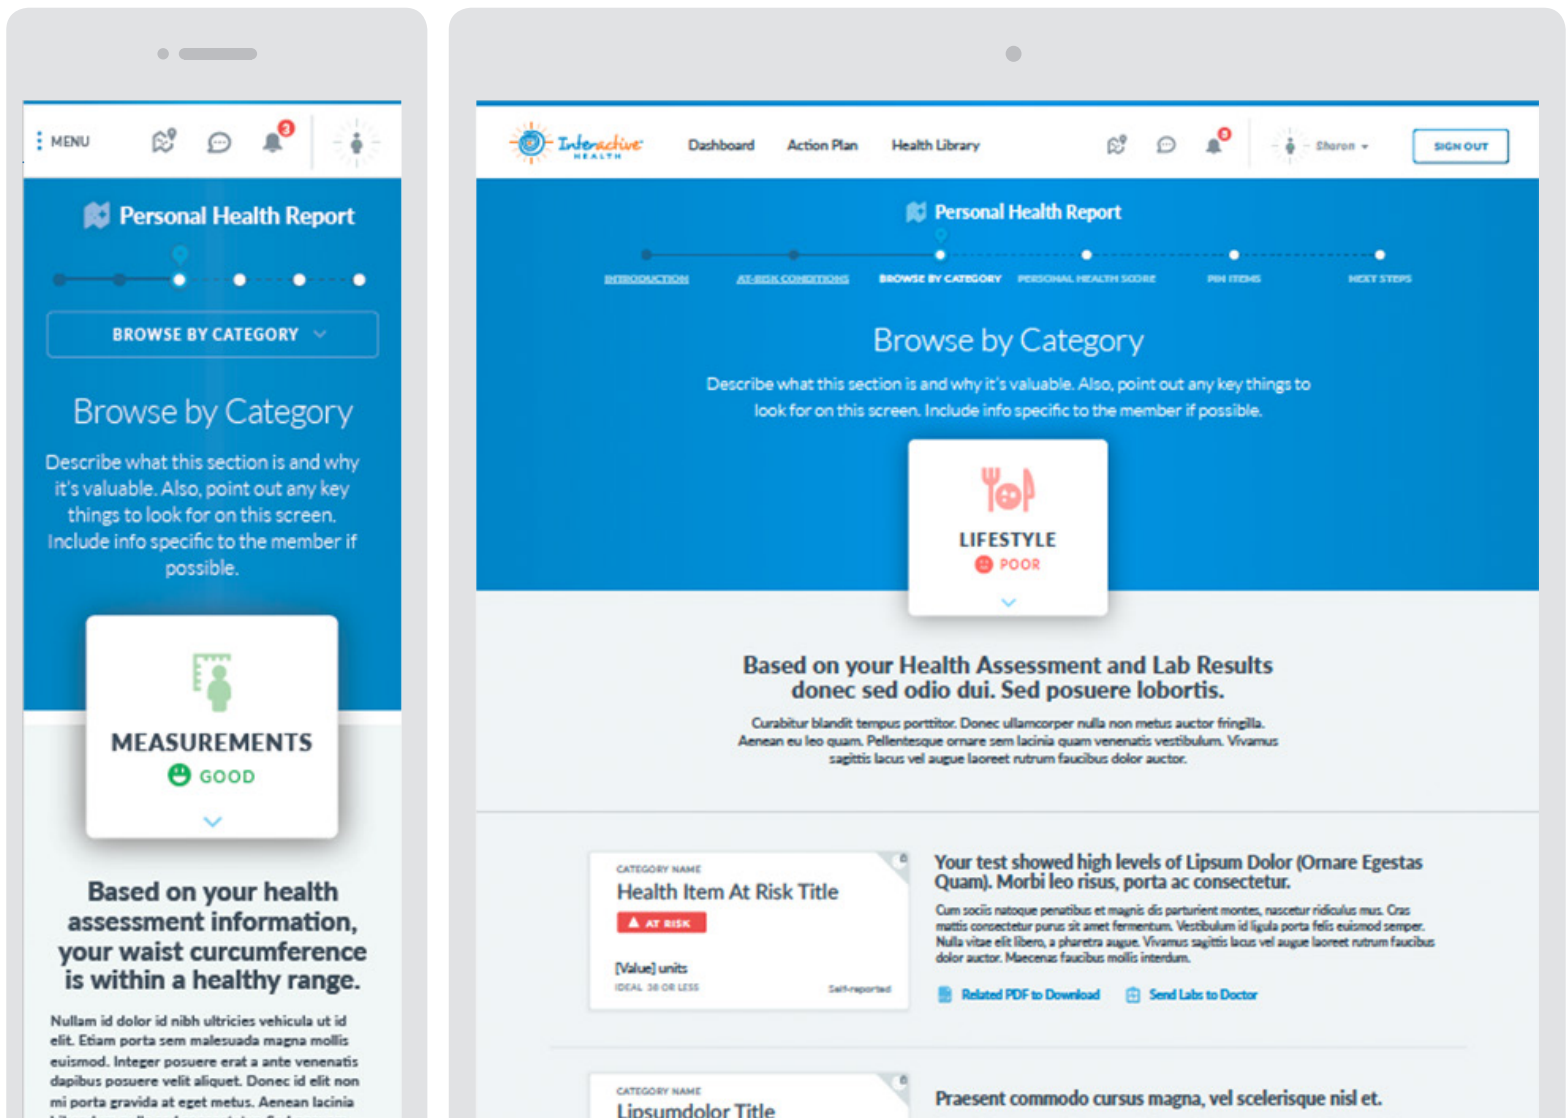 MENU
3
Personal Health Report
BROWSE BY CATEGORY
Browse by Category
Describe what this section is and why
it's valuable. Also, point out any key
things to look for on this screen.
Include info specific to the member if
possible.
MEASUREMENTS
GOOD
Based on your health
assessment information,
your waist curcumference
is within a healthy range.
Nullam id dolor id nibh ultricies vehicula ut id
elit. Etiam porta sem malesuada magna mollis
euismod. Integer posuere erat a ante venenatis
dapibus posuere velit aliquet. Donec id elit non
mi porta gravida at eget metus. Aenean lacinia
Interactive HEALTH
Dashboard Action Plan Health Library
Sharon
SIGN OUT
Personal Health Report
INTRODUCTION AT-RISK CONDITIONS BROWSE BY CATEGORY PERSONAL HEALTH SCORE PIH ITEMS NEXT STEPS
Browse by Category
Describe what this section is and why it's valuable. Also, point out any key things to
look for on this screen. Include info specific to the member if possible.
LIFESTYLE
POOR
Based on your Health Assessment and Lab Results
donec sed odio dui. Sed posuere lobortis.
Curabitur blandit tempus porttitor. Donec ullamcorper nulla non metus auctor fringilla.
Aenean eu leo quam. Pellentesque ornare sem lacinia quam venenatis vestibulum. Vivamus
sagittis lacus vel augue laoreet rutrum faucibus dolor auctor.
CATEGORY NAME
Health Item At Risk Title
AT RISK
[Value] units
IDEAL 38 OR LESS
Self-reported
Your test showed high levels of Lipsum Dolor (Ornare Egestas
Quam). Morbi leo risus, porta ac consectetur.
Cum sociis natoque penatibus et magnis dis parturient montes, nascetur ridiculus mus. Cras
mattis consectetur purus sit amet fermentum. Vestibulum id ligula porta felis euismod semper.
Nulla vitae elit libero, a pharetra augue. Vivamus sagittis lacus vel augue laoreet rutrum faucibus
dolor auctor. Maecenas faucibus mollis interdum.
Related PDF to Download Send Labs to Doctor
CATEGORY NAME
Lipsumdolor Title
Praesent commodo cursus magna, vel scelerisque nisl et.